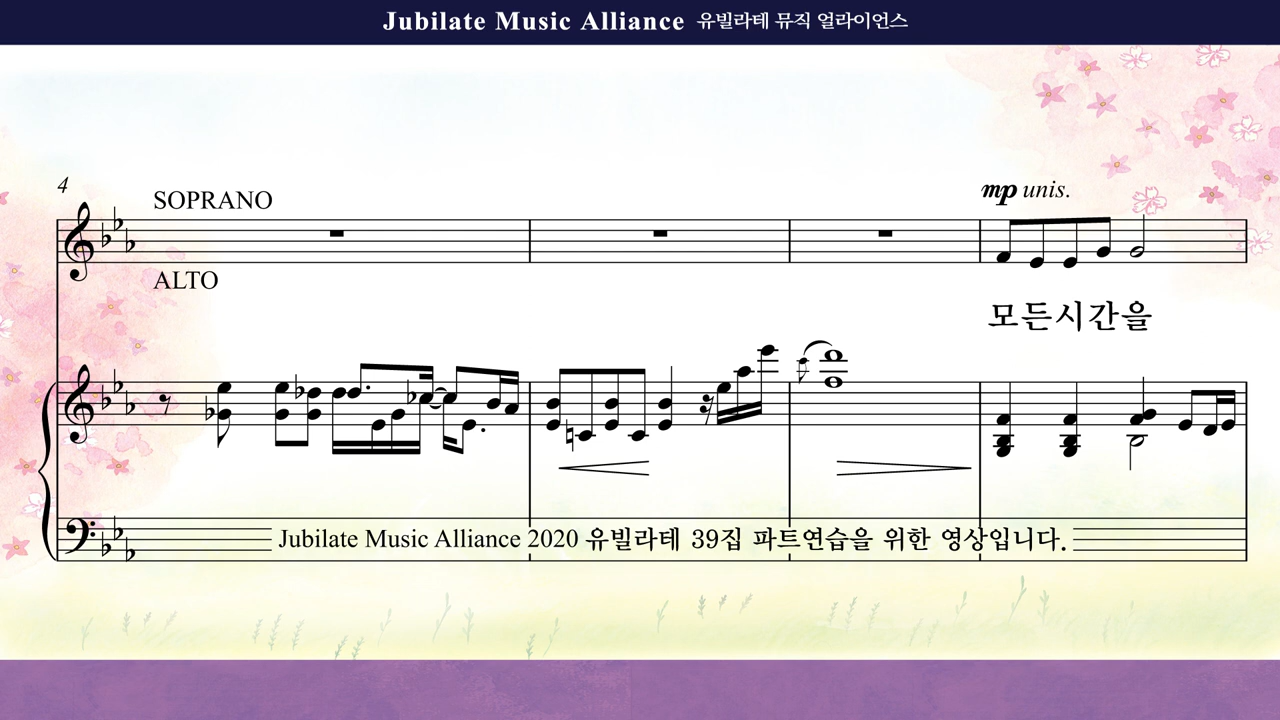 Jubilate Music Alliance 유빌라테 뮤직 얼라이언스
4
SOPRANO
mp unis.
ALTO
모든시간을
Jubilate Music Alliance 2020 유빌라테 39집 파트연습을 위한 영상입니다.